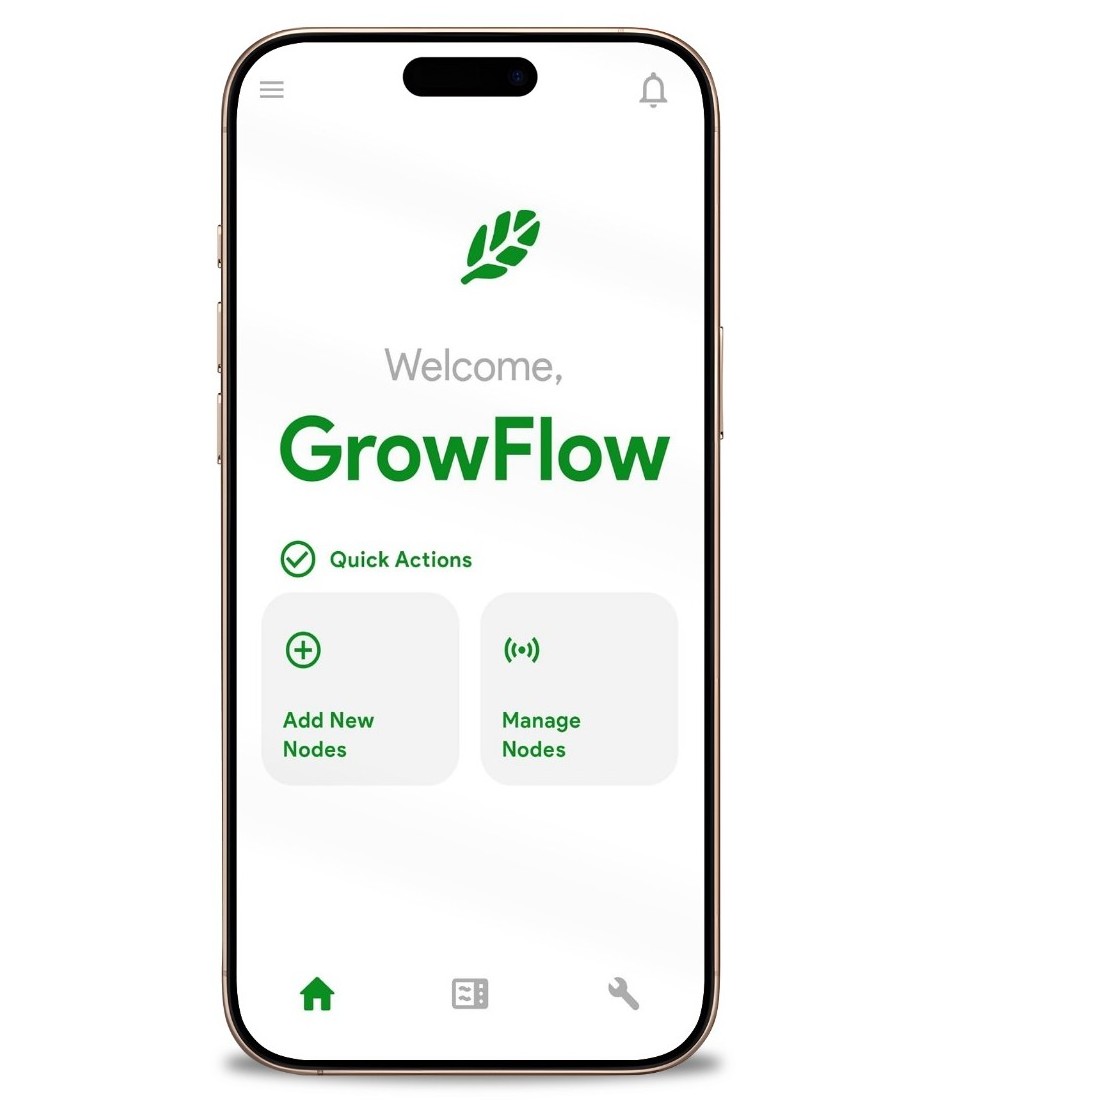 Welcome,
GrowFlow
Quick Actions
Add New
Nodes
Manage
Nodes